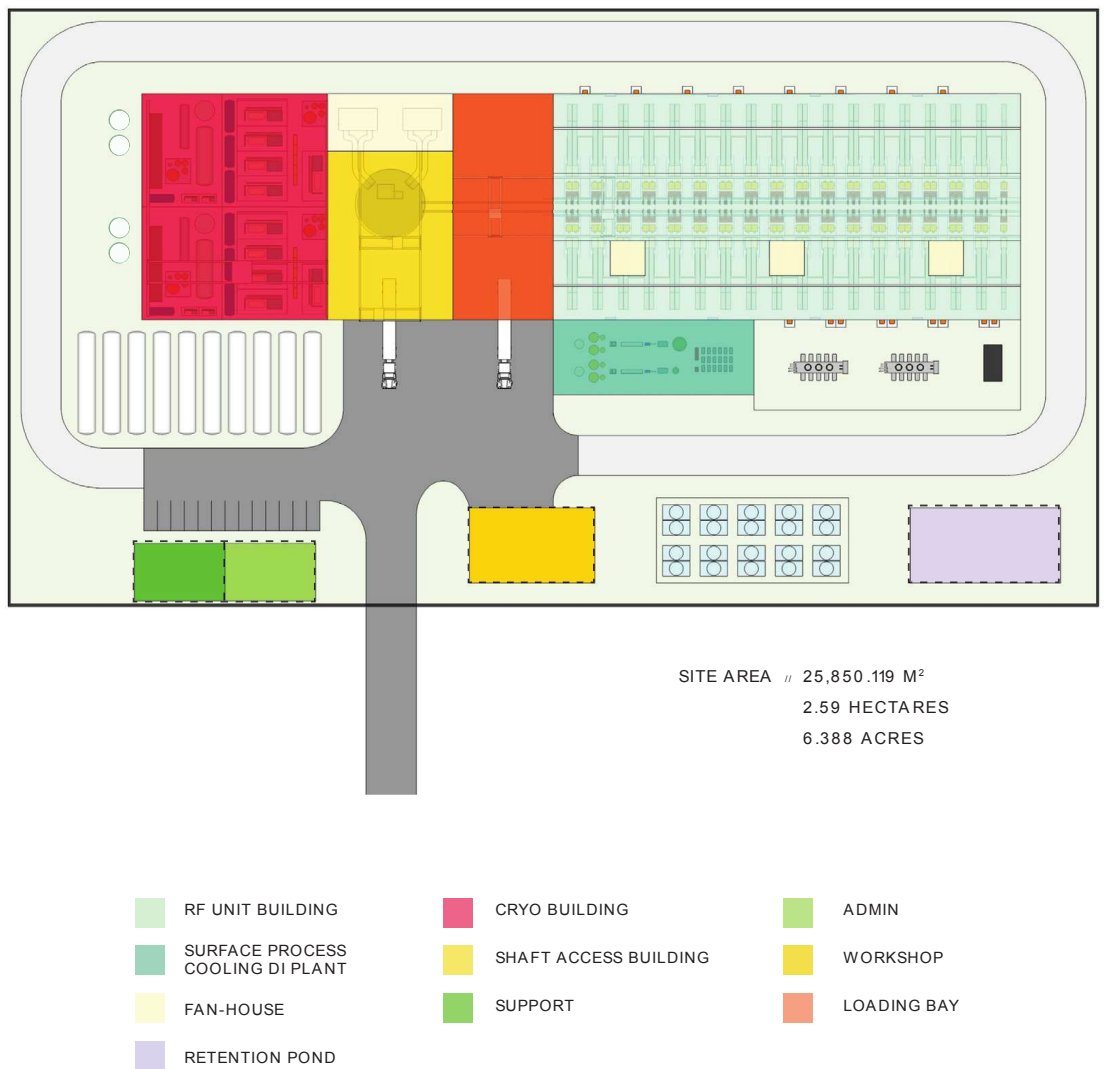 SITE AREA // 25,850.119 M²
2.59 HECTARES
6.388 ACRES
RF UNIT BUILDING
CRYO BUILDING
ADMIN
SURFACE PROCESS
COOLING DI PLANT
SHAFT ACCESS BUILDING
WORKSHOP
FAN-HOUSE
SUPPORT
LOADING BAY
RETENTION POND